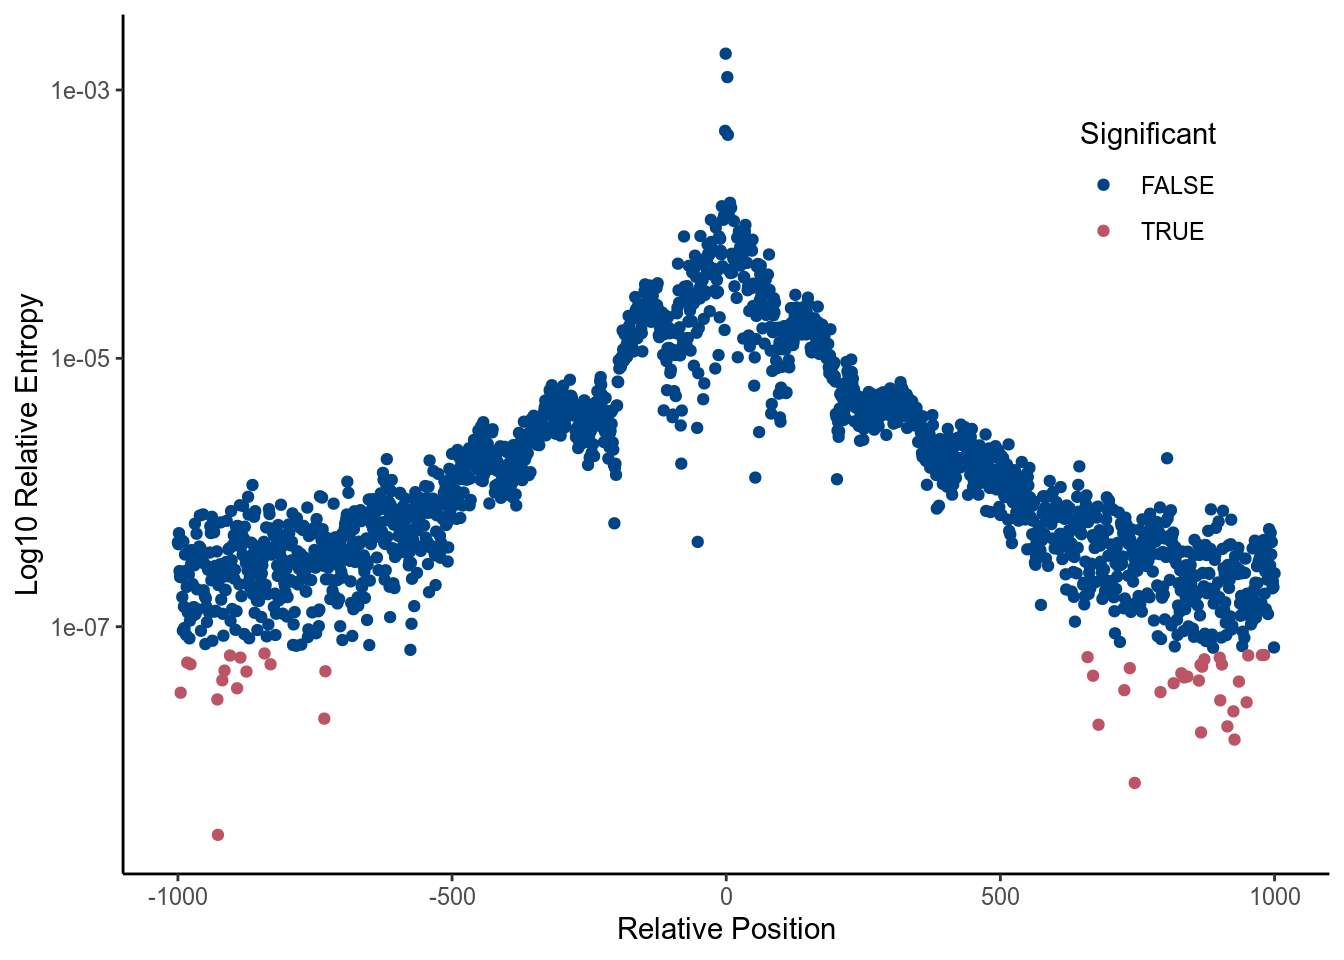 1e-03
1e-05
1e-07
Log10 Relative Entropy
Significant
FALSE
TRUE
-1000
-500
0
500
1000
Relative Position